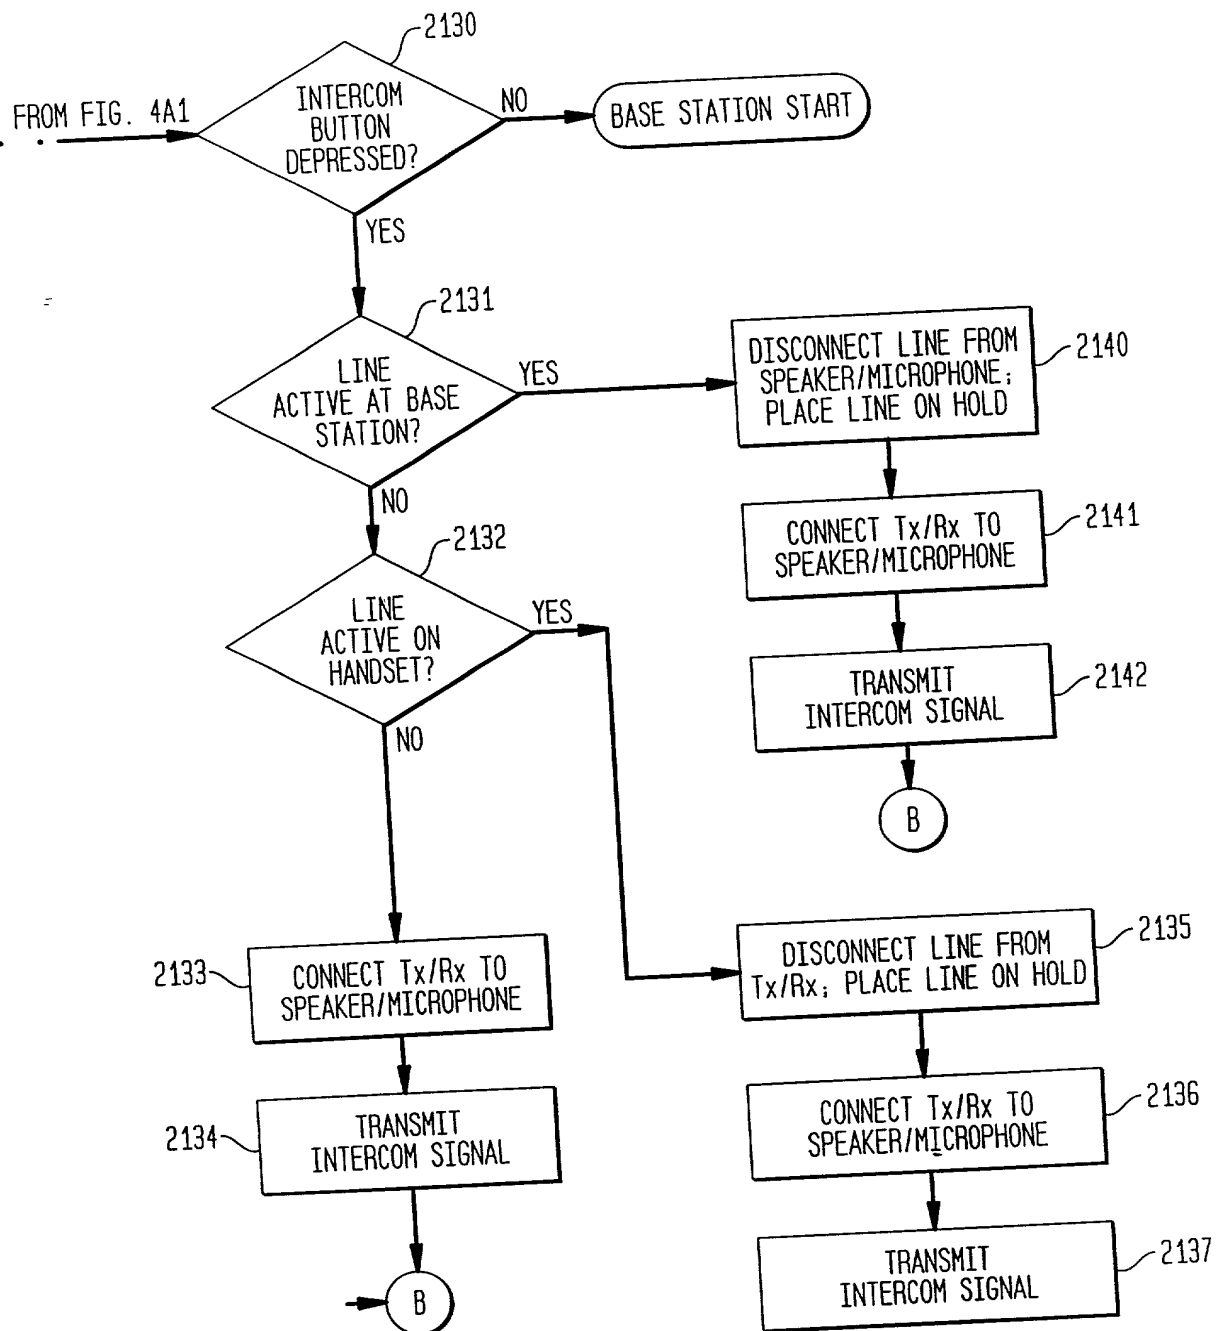 2130
FROM FIG. 4A1
INTERCOM
BUTTON
DEPRESSED?
NO
BASE STATION START
YES
2131
LINE
ACTIVE AT BASE
STATION?
YES
DISCONNECT LINE FROM
SPEAKER/MICROPHONE;
PLACE LINE ON HOLD
2140
NO
CONNECT Tx/Rx TO
SPEAKER/MICROPHONE
2141
2132
LINE
ACTIVE ON
HANDSET?
YES
TRANSMIT
INTERCOM SIGNAL
2142
NO
B
2133
CONNECT Tx/Rx TO
SPEAKER/MICROPHONE
DISCONNECT LINE FROM
Tx/Rx; PLACE LINE ON HOLD
2135
2134
TRANSMIT
INTERCOM SIGNAL
CONNECT Tx/Rx TO
SPEAKER/MICROPHONE
2136
B
TRANSMIT
INTERCOM SIGNAL
2137